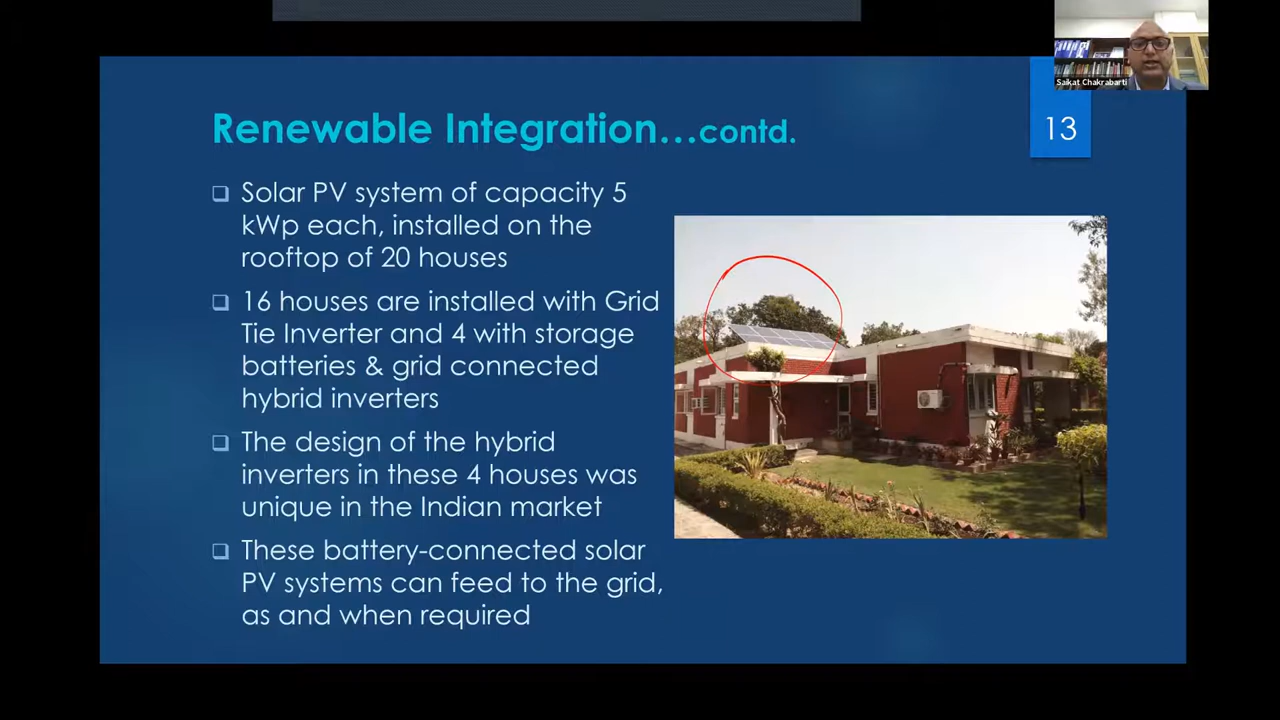 Saikat Chakrabarti
Renewable Integration...contd.
13
❑ Solar PV system of capacity 5
kWp each, installed on the
rooftop of 20 houses
❑ 16 houses are installed with Grid
Tie Inverter and 4 with storage
batteries & grid connected
hybrid inverters
❑ The design of the hybrid
inverters in these 4 houses was
unique in the Indian market
❑ These battery-connected solar
PV systems can feed to the grid,
as and when required